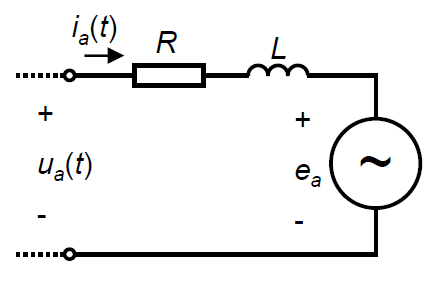 iₐ(t)
R
L
+
+
uₐ(t)
eₐ
~
-
-